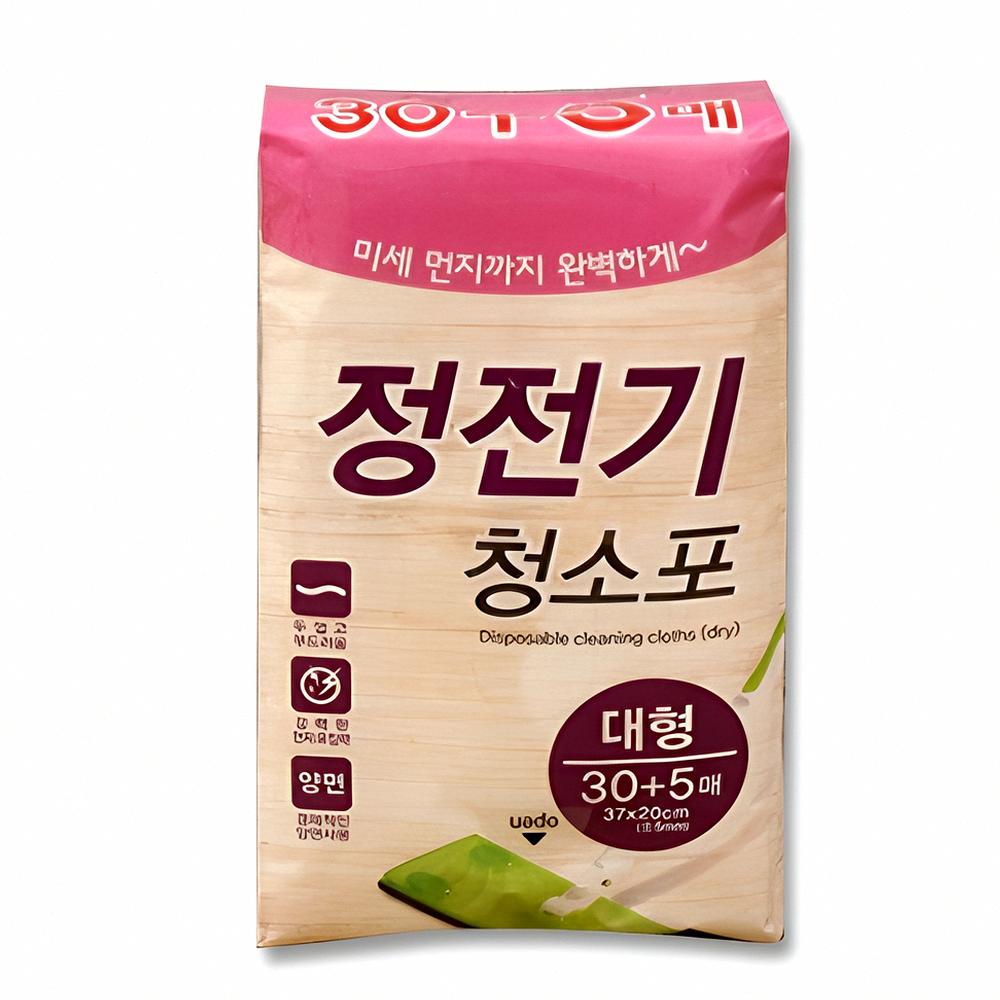 30+5매
미세 먼지까지 완벽하게~
정전기
청소포
Disposable cleaning cloths (dry)
양면
대형
30+5매
37x20cm